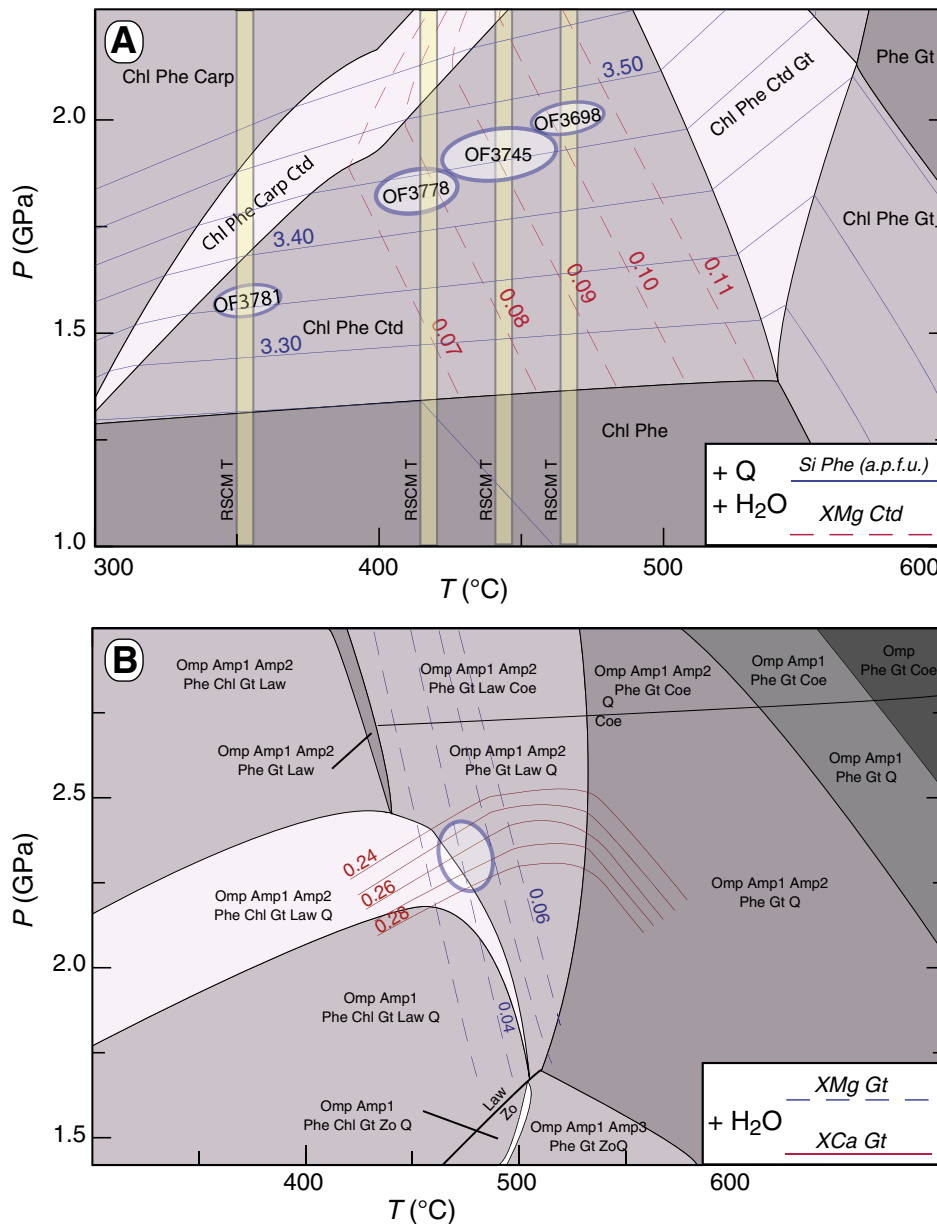 A
Chl Phe Carp
3.50
Chl Phe Ctd Gt
Phe Gt
2.0
OF3698
OF3745
OF3778
Chl Phe Carp Ctd
Chl Phe Gt
P (GPa)
3.40
0.11
0.10
0.09
0.08
0.07
OF3781
Chl Phe Ctd
1.5
3.30
Chl Phe
RSCM T
RSCM T
RSCM T
RSCM T
+ Q
+ H2O
Si Phe (a.p.f.u.)
XMg Ctd
1.0
300
400
500
600
T (°C)
B
Omp Amp1 Amp2
Phe Chl Gt Law
Omp Amp1 Amp2
Phe Gt Law Coe
Omp Amp1 Amp2
Phe Gt Coe
Omp Amp1
Phe Gt Coe
Omp
Phe Gt Coe
Q
Coe
Omp Amp1 Amp2
Phe Gt Law
Omp Amp1 Amp2
Phe Gt Law Q
Omp Amp1
Phe Gt Q
2.5
0.24
0.26
0.28
Omp Amp1 Amp2
Phe Chl Gt Law Q
0.06
Omp Amp1 Amp2
Phe Gt Q
P (GPa)
2.0
Omp Amp1
Phe Chl Gt Law Q
0.04
Law
Zo
Omp Amp1
Phe Chl Gt Zo Q
Omp Amp1 Amp3
Phe Gt ZoQ
1.5
+ H2O
XMg Gt
XCa Gt
400
500
600
T (°C)